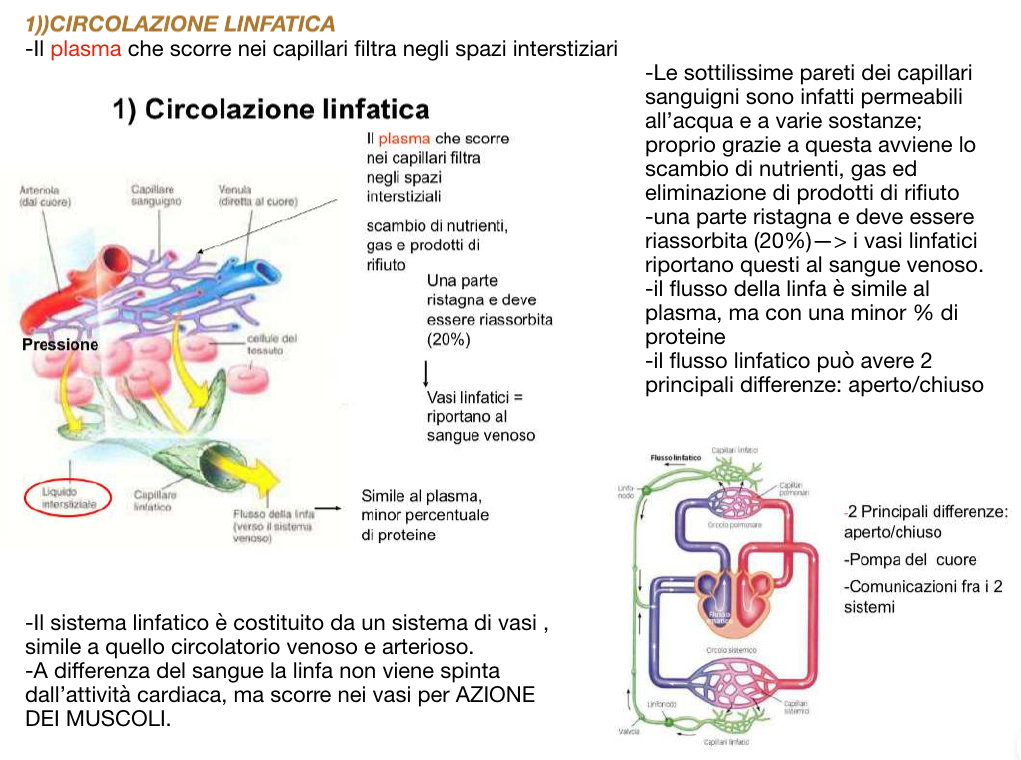 1))CIRCOLAZIONE LINFATICA
-Il plasma che scorre nei capillari filtra negli spazi interstiziari
1) Circolazione linfatica
Il plasma che scorre
nei capillari filtra
negli spazi
interstiziali
scambio di nutrienti,
gas e prodotti di
rifiuto
Una parte
ristagna e deve
essere riassorbita
(20%)
Vasi linfatici =
riportano al
sangue venoso
Simile al plasma,
minor percentuale
di proteine
Arteriola
(dal cuore)
Capillare
sanguigno
Venula
(diretta al cuore)
Pressione
cellule del
tessuto
Liquido
interstiziale
Capillare
linfatico
Flusso della linfa
(verso il sistema
venoso)
-Le sottilissime pareti dei capillari
sanguigni sono infatti permeabili
all'acqua e a varie sostanze;
proprio grazie a questa avviene lo
scambio di nutrienti, gas ed
eliminazione di prodotti di rifiuto
-una parte ristagna e deve essere
riassorbita (20%)—> i vasi linfatici
riportano questi al sangue venoso.
-il flusso della linfa è simile al
plasma, ma con una minor % di
proteine
-il flusso linfatico può avere 2
principali differenze: aperto/chiuso
Flusso linfatico
Capillari linfatici
Linfo-
nodo
Capillari
polmonari
Circolo polmonare
Flusso
ematico
Circolo sistemico
Linfonodo
Capillari
sistemici
Valvola
Capillari linfatici
-2 Principali differenze:
aperto/chiuso
-Pompa del cuore
-Comunicazioni fra i 2
sistemi
-Il sistema linfatico è costituito da un sistema di vasi ,
simile a quello circolatorio venoso e arterioso.
-A differenza del sangue la linfa non viene spinta
dall'attività cardiaca, ma scorre nei vasi per AZIONE
DEI MUSCOLI.